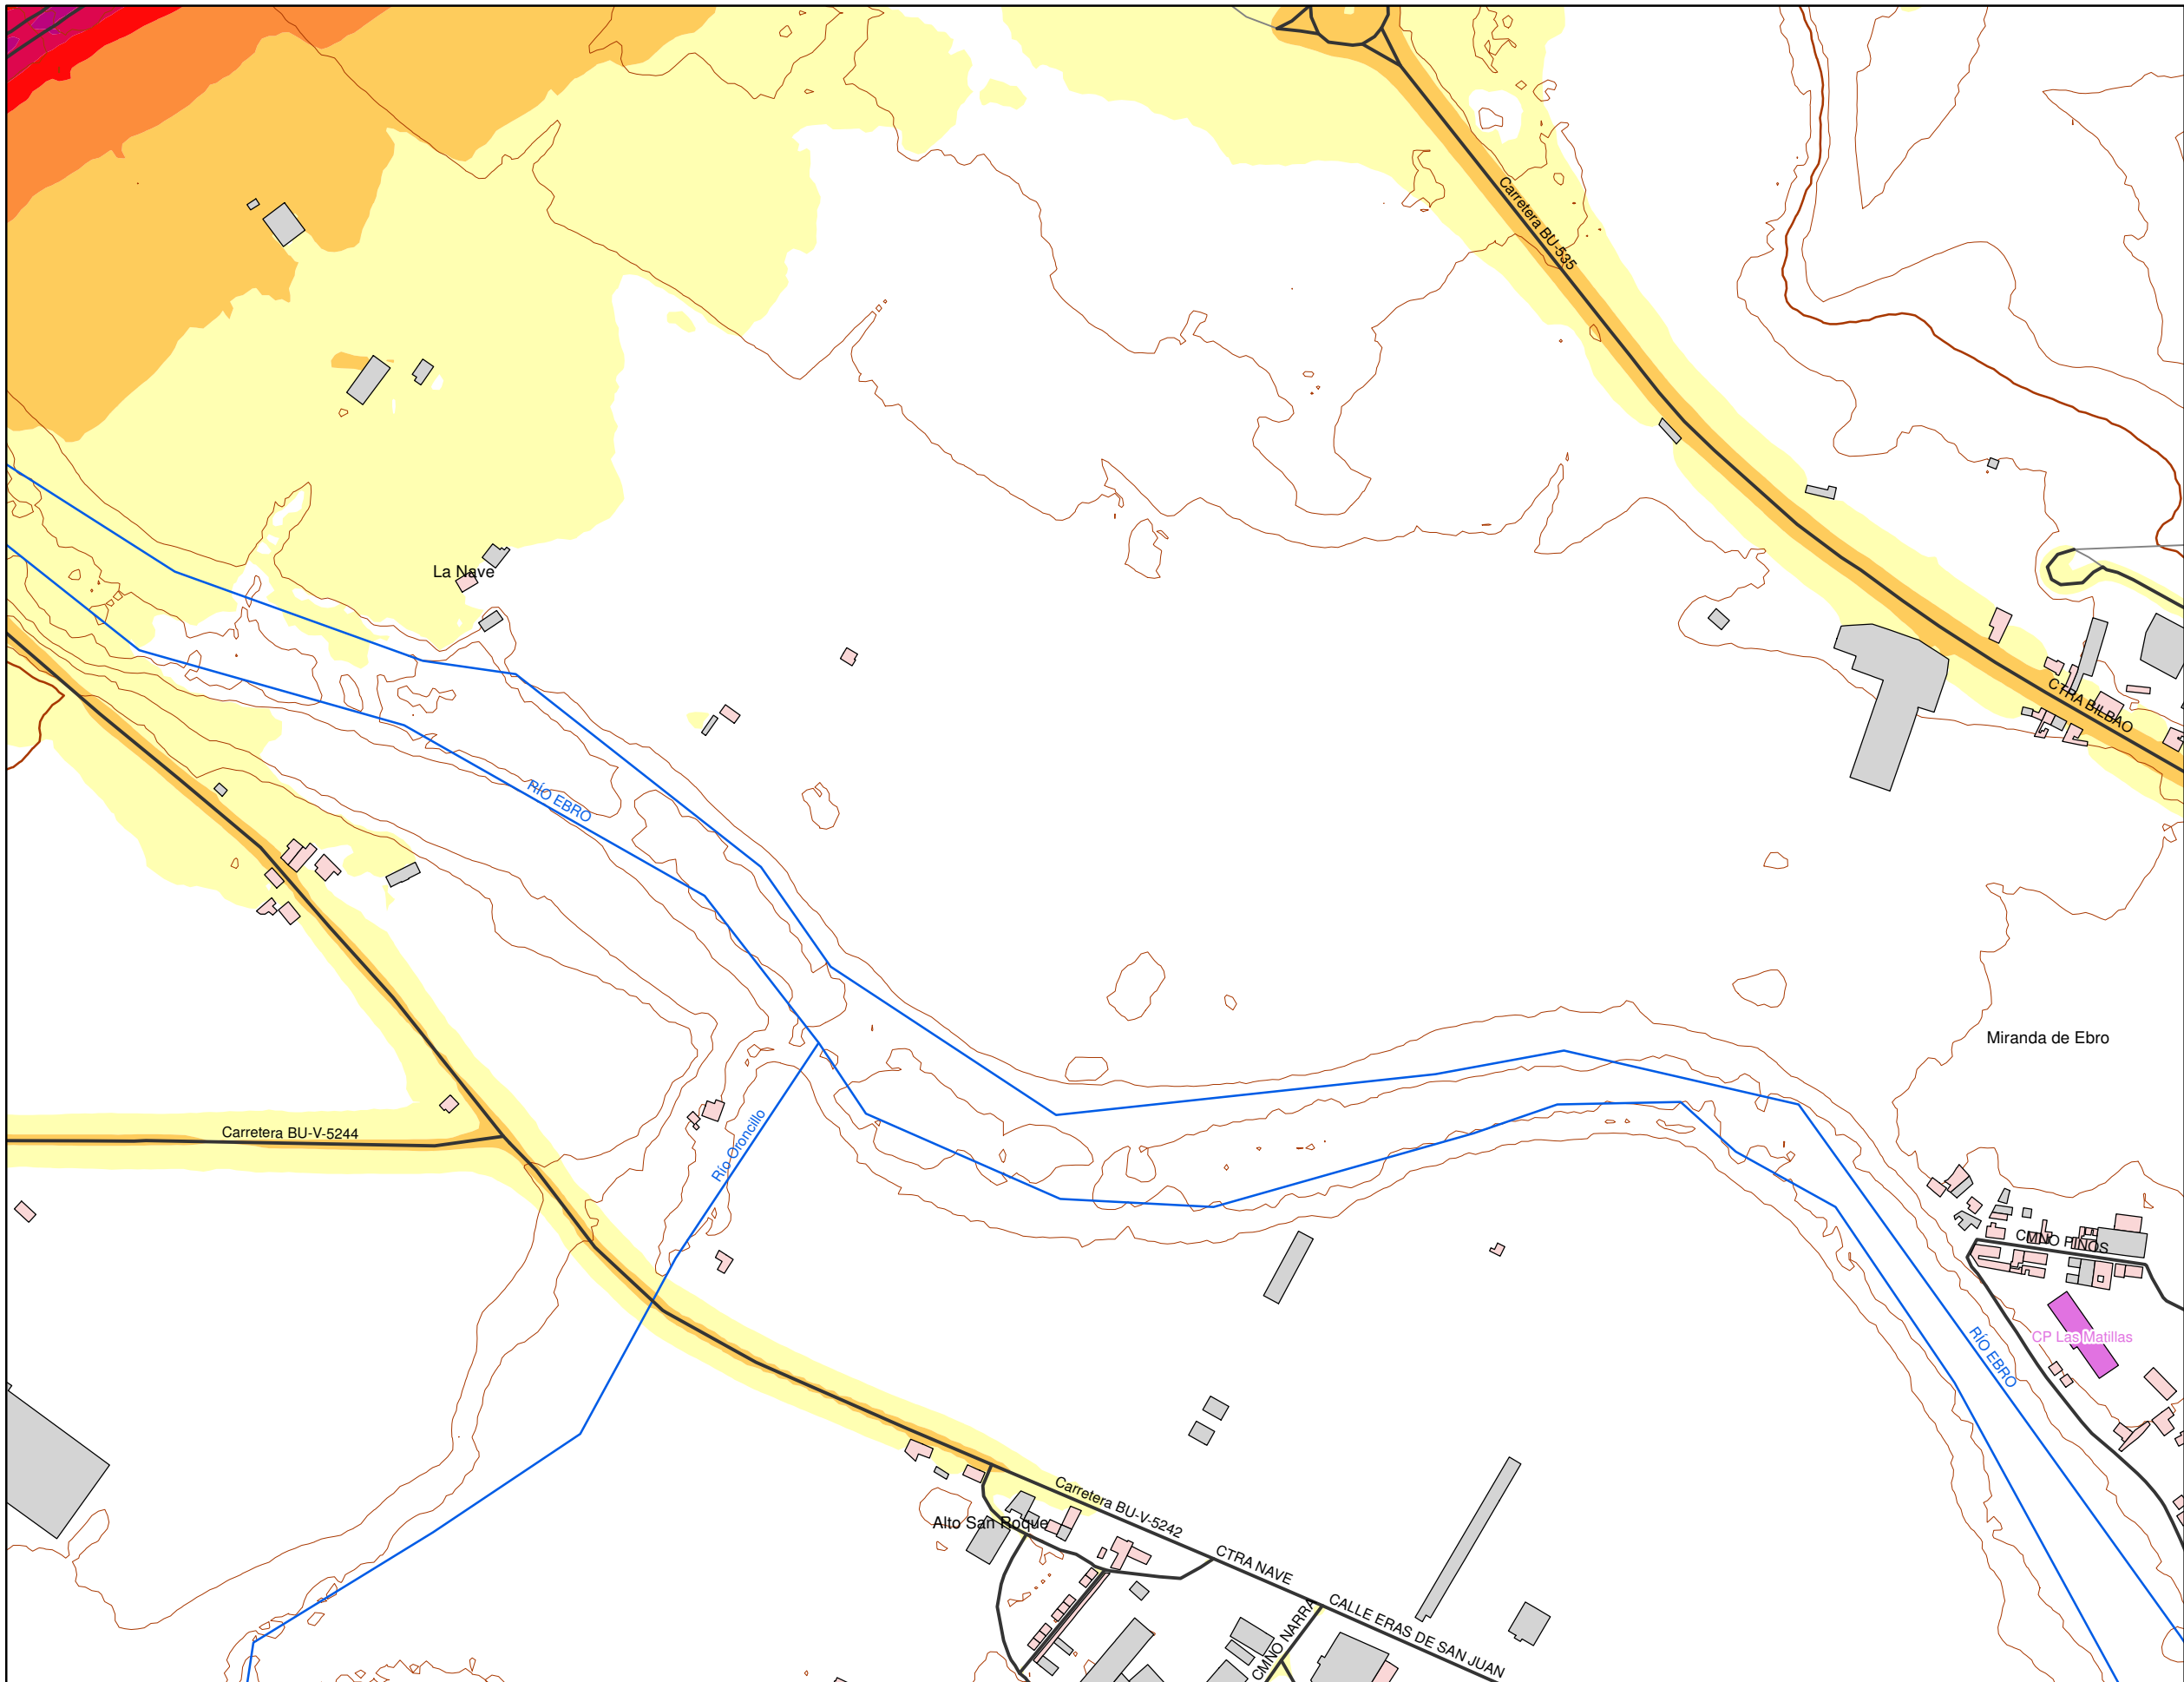 Carretera BU-535
La Nave
CTRA BILBAO
RÍO EBRO
Miranda de Ebro
Carretera BU-V-5244
Río Oroncillo
CMNO PINOS
CP Las Matillas
RÍO EBRO
Carretera BU-V-5242
Alto San Roque
CTRA NAVE
CALLE ERAS DE SAN JUAN
CMNO NARRA